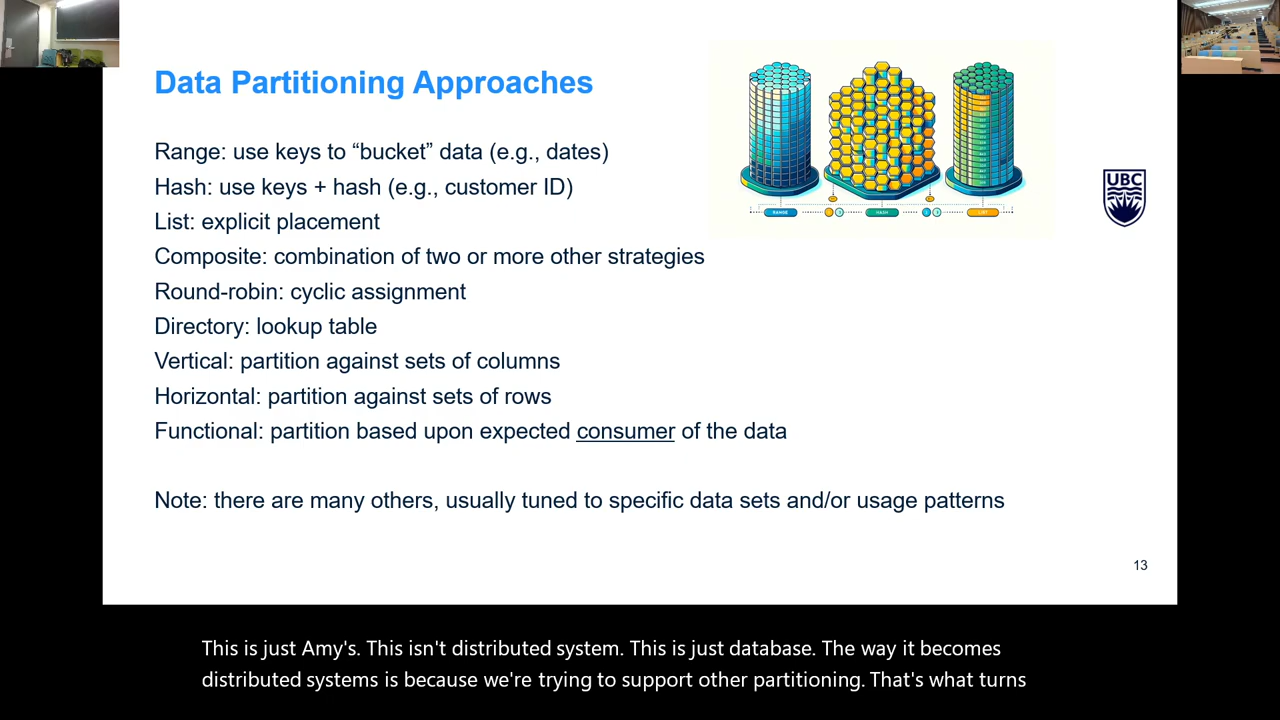 Data Partitioning Approaches
Range: use keys to “bucket” data (e.g., dates)
Hash: use keys + hash (e.g., customer ID)
List: explicit placement
Composite: combination of two or more other strategies
Round-robin: cyclic assignment
Directory: lookup table
Vertical: partition against sets of columns
Horizontal: partition against sets of rows
Functional: partition based upon expected consumer of the data
Note: there are many others, usually tuned to specific data sets and/or usage patterns
RANGE
HASH
LIST
UBC
13
This is just Amy's. This isn't distributed system. This is just database. The way it becomes
distributed systems is because we're trying to support other partitioning. That's what turns